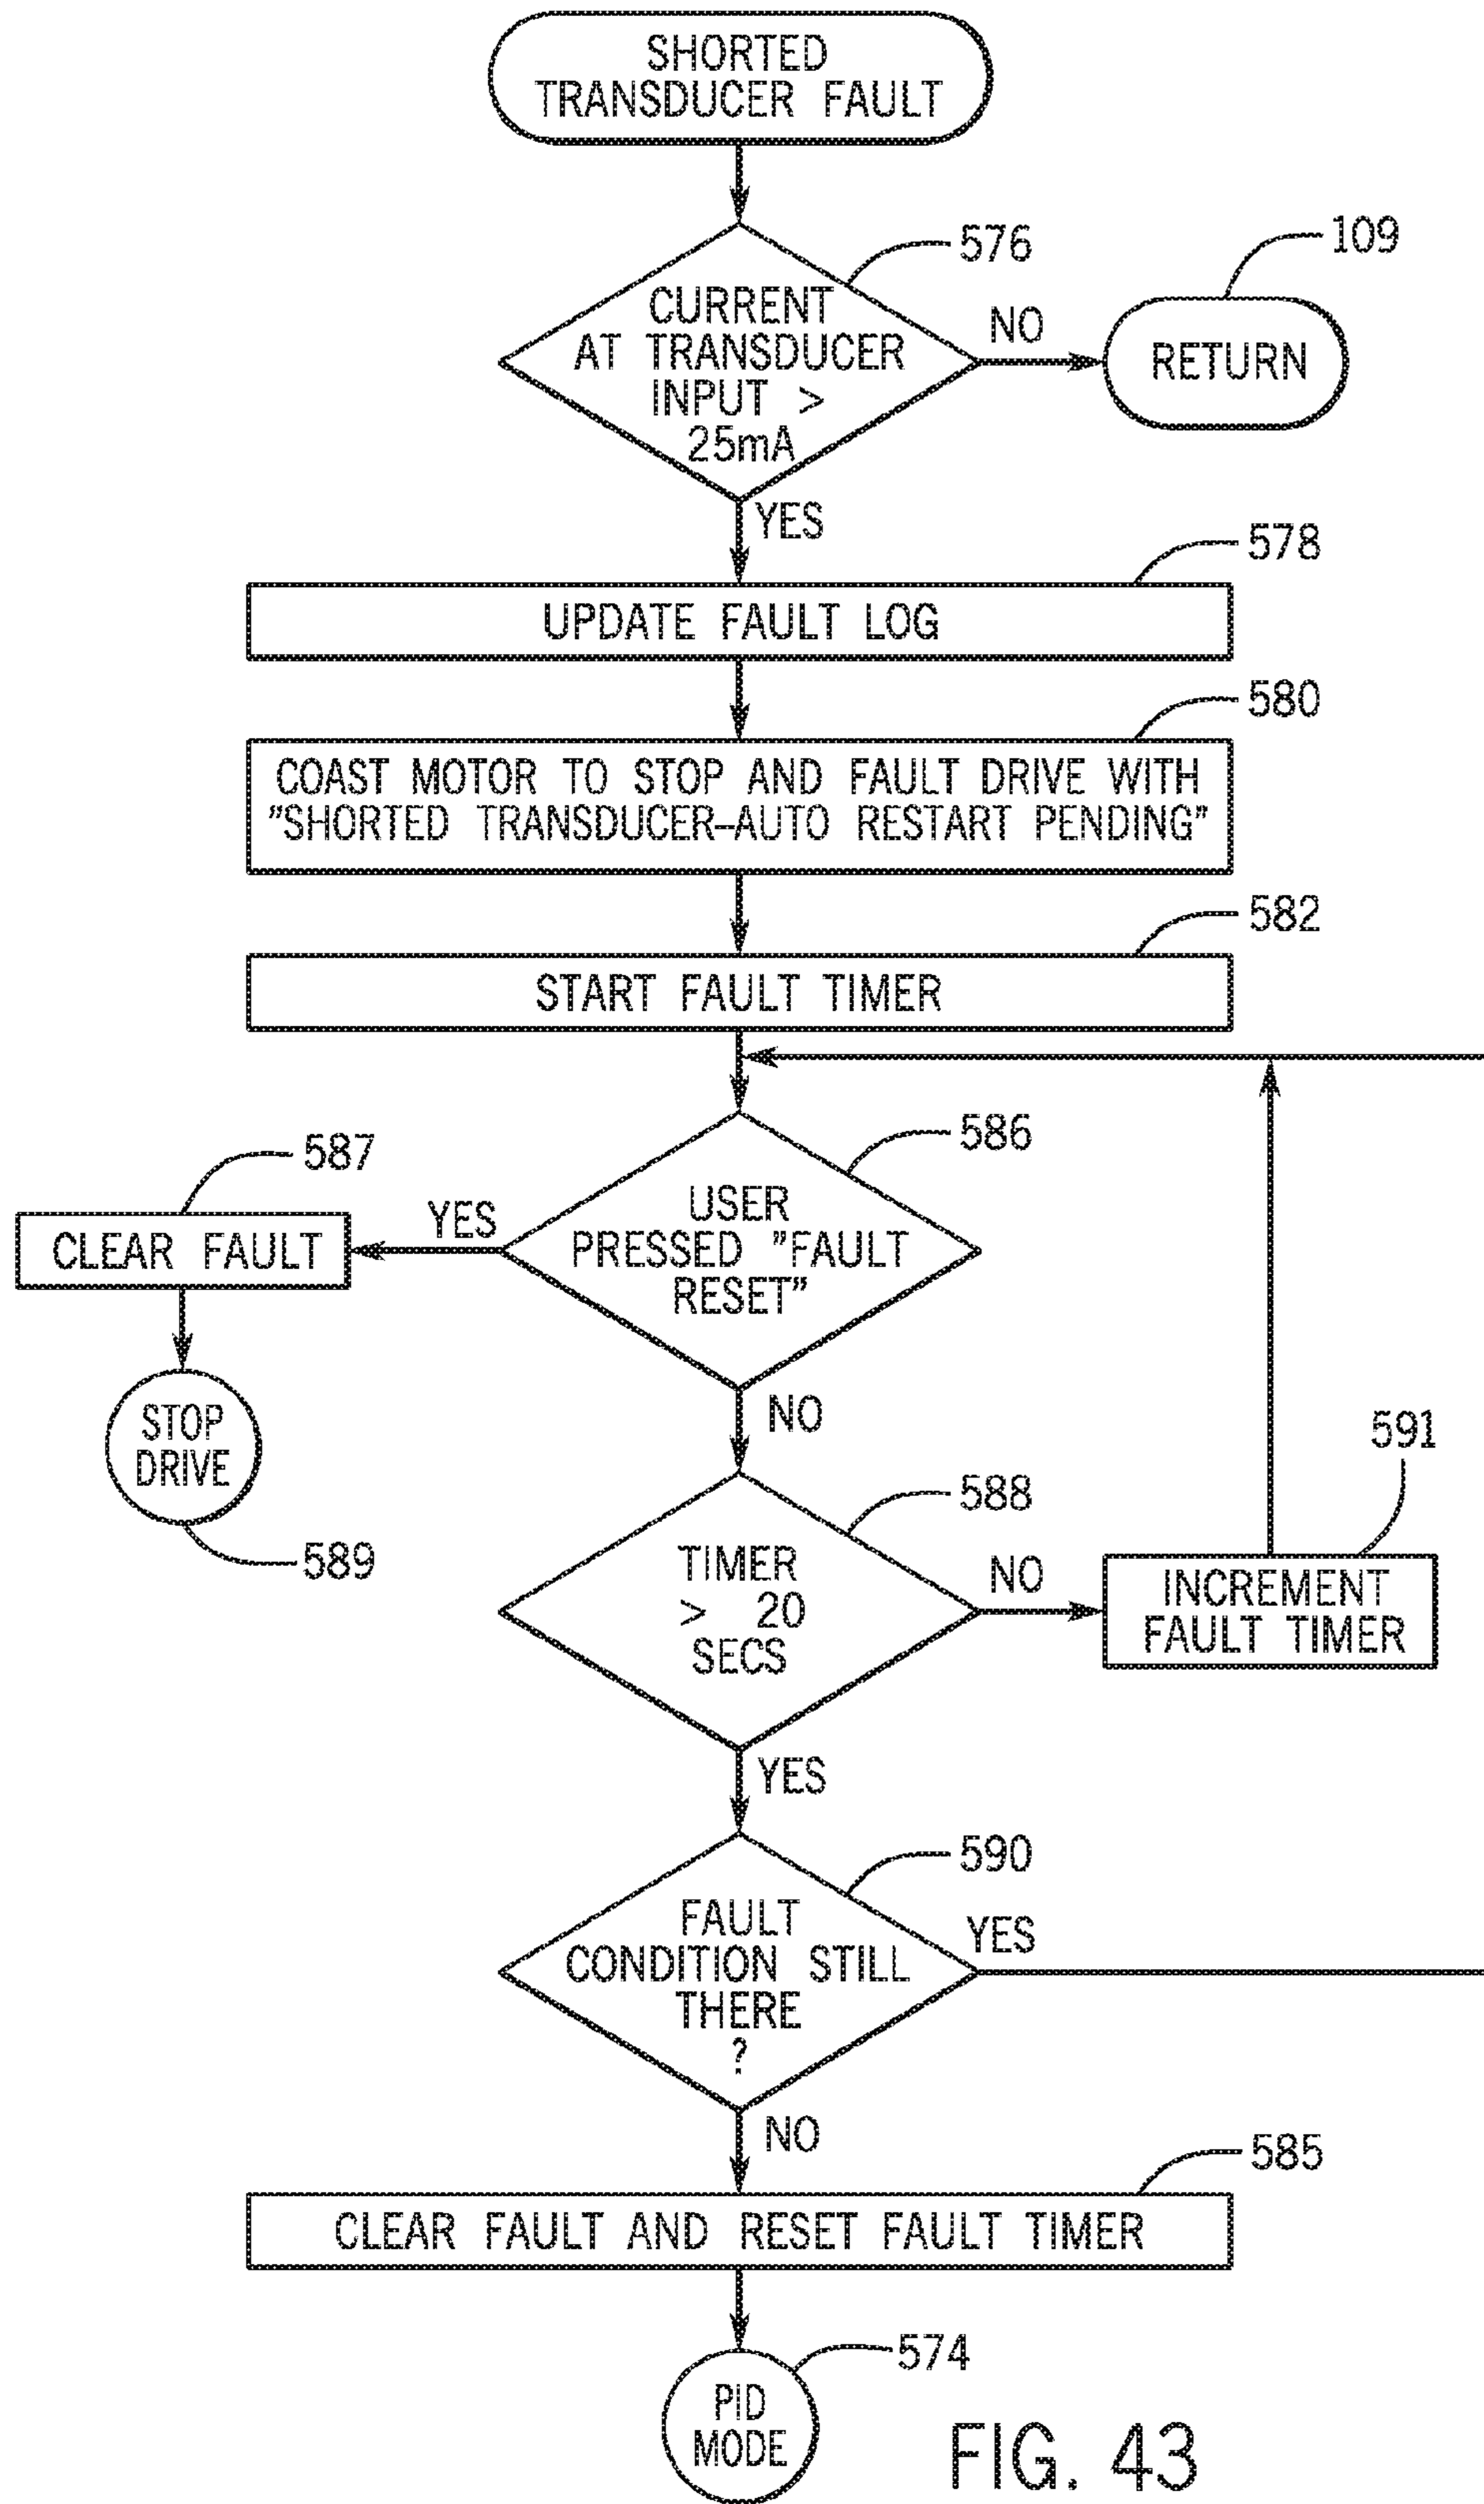 SHORTED
TRANSDUCER FAULT
576
CURRENT
AT TRANSDUCER
INPUT >
25mA
NO
109
RETURN
YES
578
UPDATE FAULT LOG
580
COAST MOTOR TO STOP AND FAULT DRIVE WITH
"SHORTED TRANSDUCER–AUTO RESTART PENDING"
582
START FAULT TIMER
586
USER
PRESSED "FAULT
RESET"
YES
587
CLEAR FAULT
STOP
DRIVE
589
NO
588
TIMER
> 20
SECS
NO
591
INCREMENT
FAULT TIMER
YES
590
FAULT
CONDITION STILL
THERE
?
YES
NO
585
CLEAR FAULT AND RESET FAULT TIMER
574
PID
MODE
FIG. 43